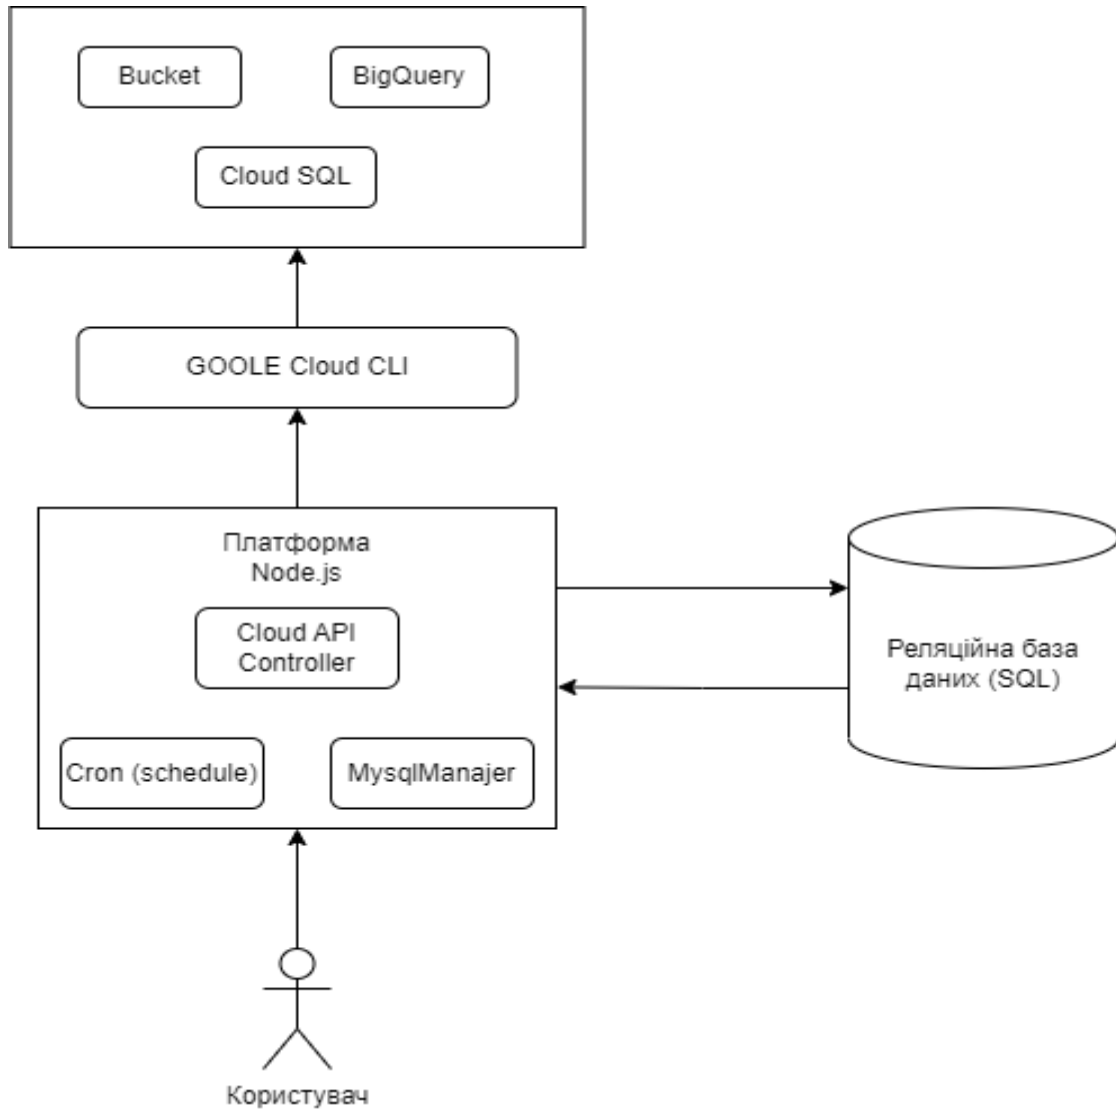 Bucket
BigQuery
Cloud SQL
GOOLE Cloud CLI
Платформа
Node.js
Cloud API
Controller
Cron (schedule)
MysqlManajer
Реляційна база
даних (SQL)
Користувач